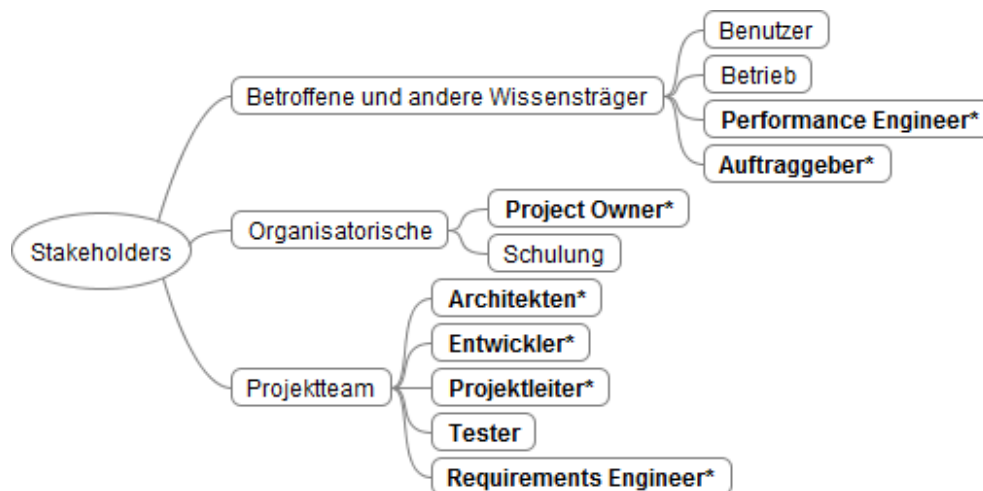 Stakeholders
Betroffene und andere Wissensträger
Benutzer
Betrieb
Performance Engineer*
Auftraggeber*
Organisatorische
Project Owner*
Schulung
Projektteam
Architekten*
Entwickler*
Projektleiter*
Tester
Requirements Engineer*